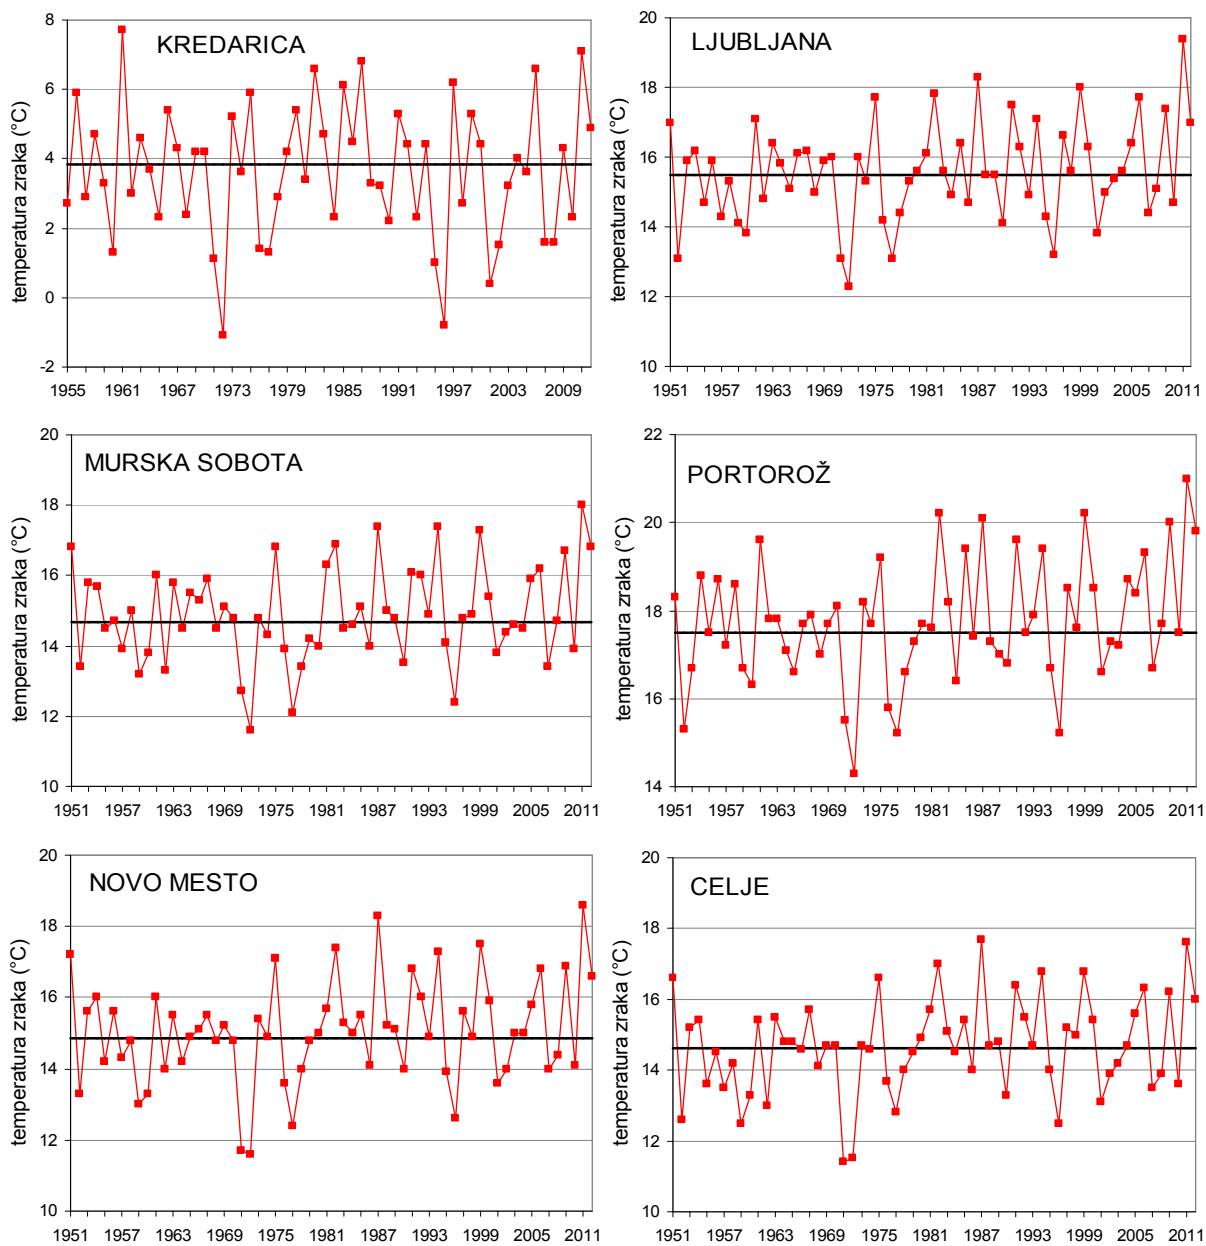 KREDARICA
temperatura zraka (°C)
8
6
4
2
0
-2
1955 1961 1967 1973 1979 1985 1991 1997 2003 2009
LJUBLJANA
temperatura zraka (°C)
20
18
16
14
12
10
1951 1957 1963 1969 1975 1981 1987 1993 1999 2005 2011
MURSKA SOBOTA
temperatura zraka (°C)
20
18
16
14
12
10
1951 1957 1963 1969 1975 1981 1987 1993 1999 2005 2011
PORTOROŽ
temperatura zraka (°C)
22
20
18
16
14
1951 1957 1963 1969 1975 1981 1987 1993 1999 2005 2011
NOVO MESTO
temperatura zraka (°C)
20
18
16
14
12
10
1951 1957 1963 1969 1975 1981 1987 1993 1999 2005 2011
CELJE
temperatura zraka (°C)
20
18
16
14
12
10
1951 1957 1963 1969 1975 1981 1987 1993 1999 2005 2011